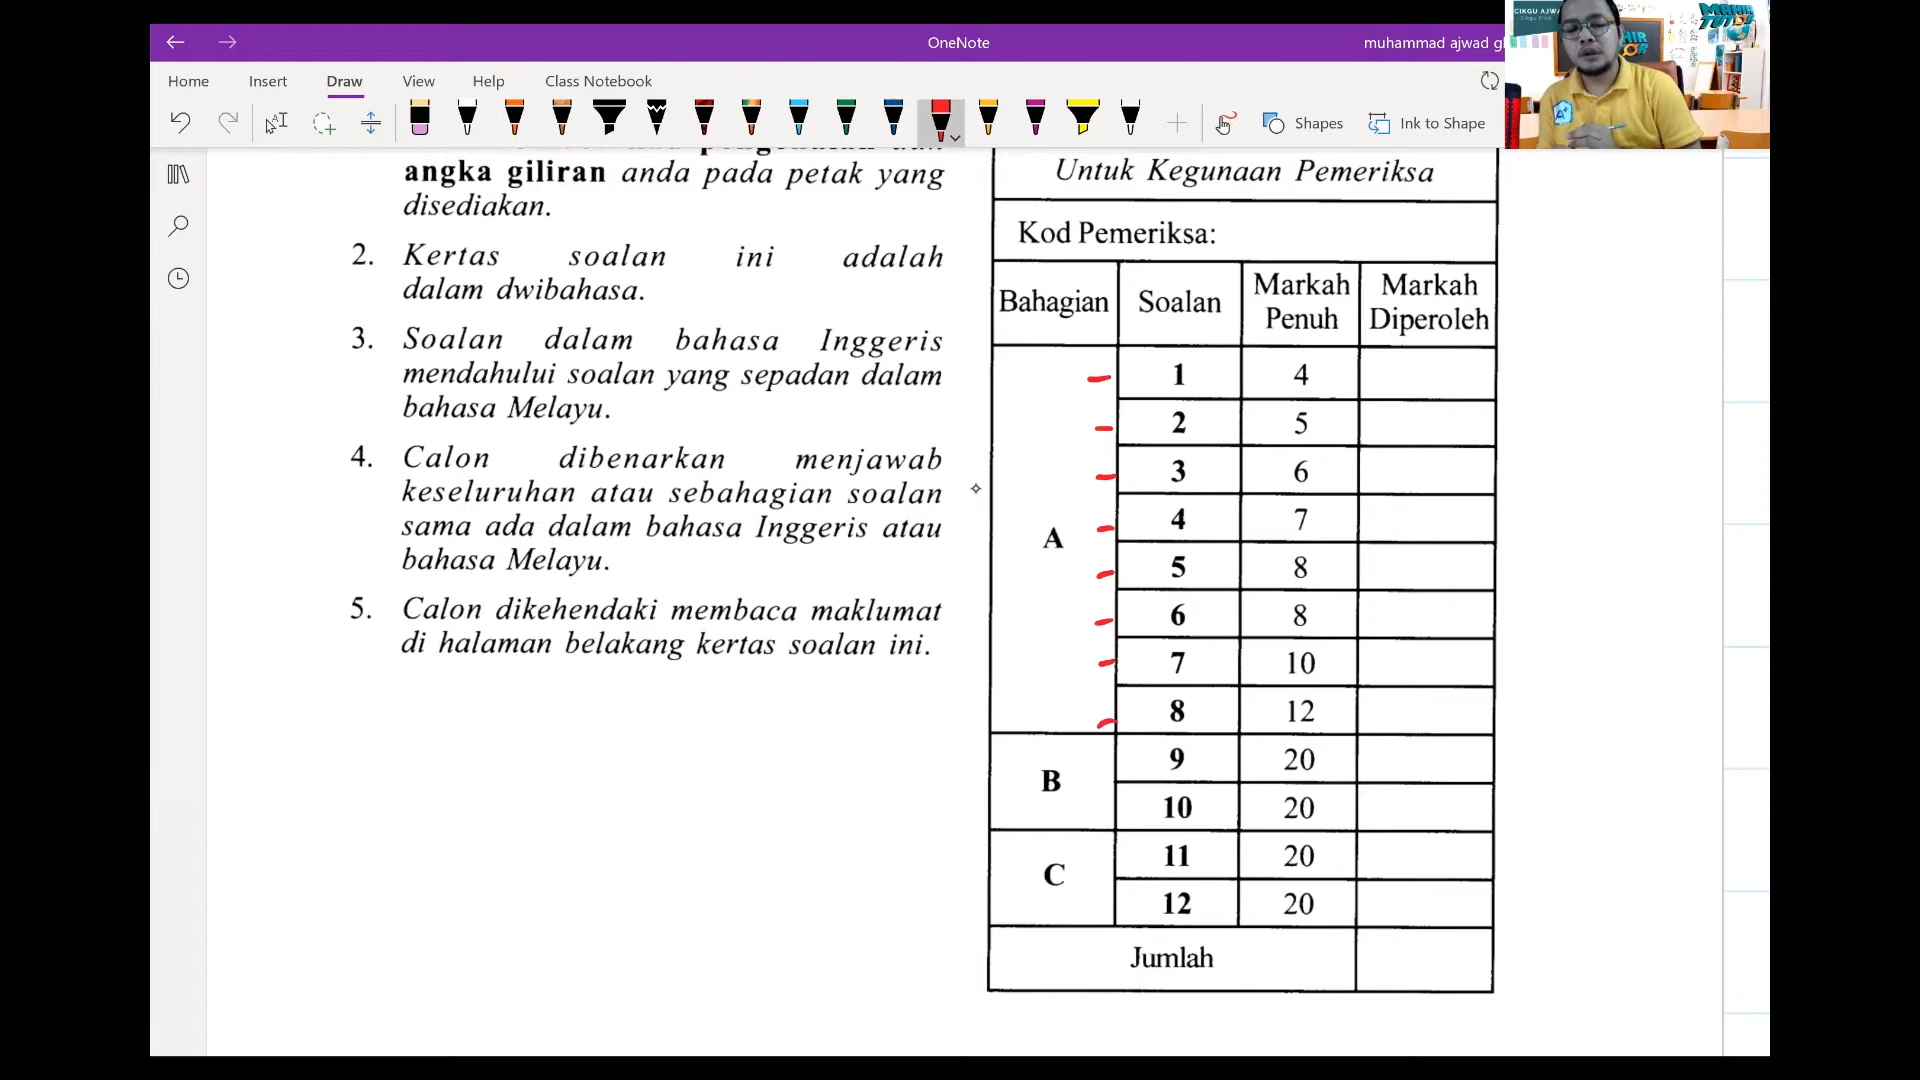 OneNote
muhammad ajwad g
CIKGU AJWA
Cikgu Fizik
Home Insert Draw View Help Class Notebook
Shapes Ink to Shape
angka giliran anda pada petak yang
disediakan.
2. Kertas soalan ini adalah
dalam dwibahasa.
3. Soalan dalam bahasa Inggeris
mendahului soalan yang sepadan dalam
bahasa Melayu.
4. Calon dibenarkan menjawab
keseluruhan atau sebahagian soalan
sama ada dalam bahasa Inggeris atau
bahasa Melayu.
5. Calon dikehendaki membaca maklumat
di halaman belakang kertas soalan ini.
Untuk Kegunaan Pemeriksa
Kod Pemeriksa:
Bahagian Soalan Markah Penuh Markah Diperoleh
A
1 4
2 5
3 6
4 7
5 8
6 8
7 10
8 12
B
9 20
10 20
C
11 20
12 20
Jumlah